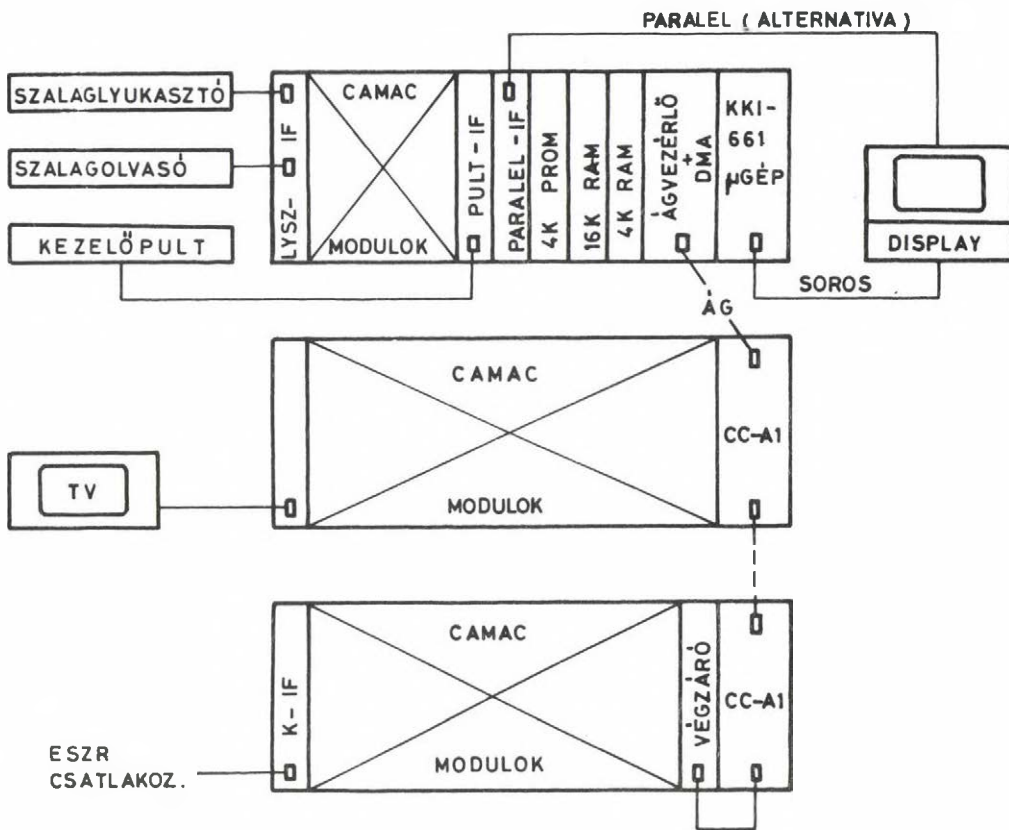 PARALEL (ALTERNATIVA)
SZALAGLYUKASZTÓ
SZALAGOLVASÓ
KEZELŐPULT
LYSZ- IF
CAMAC
MODULOK
PULT-IF
PARALEL-IF
4K PROM
16K RAM
4K RAM
ÁGVEZÉRLŐ
+
DMA
KKI-
661
μGÉP
DISPLAY
SOROS
ÁG
CAMAC
MODULOK
CC-A1
TV
K-IF
CAMAC
MODULOK
VÉGZÁRÓ
CC-A1
ESZR
CSATLAKOZ.